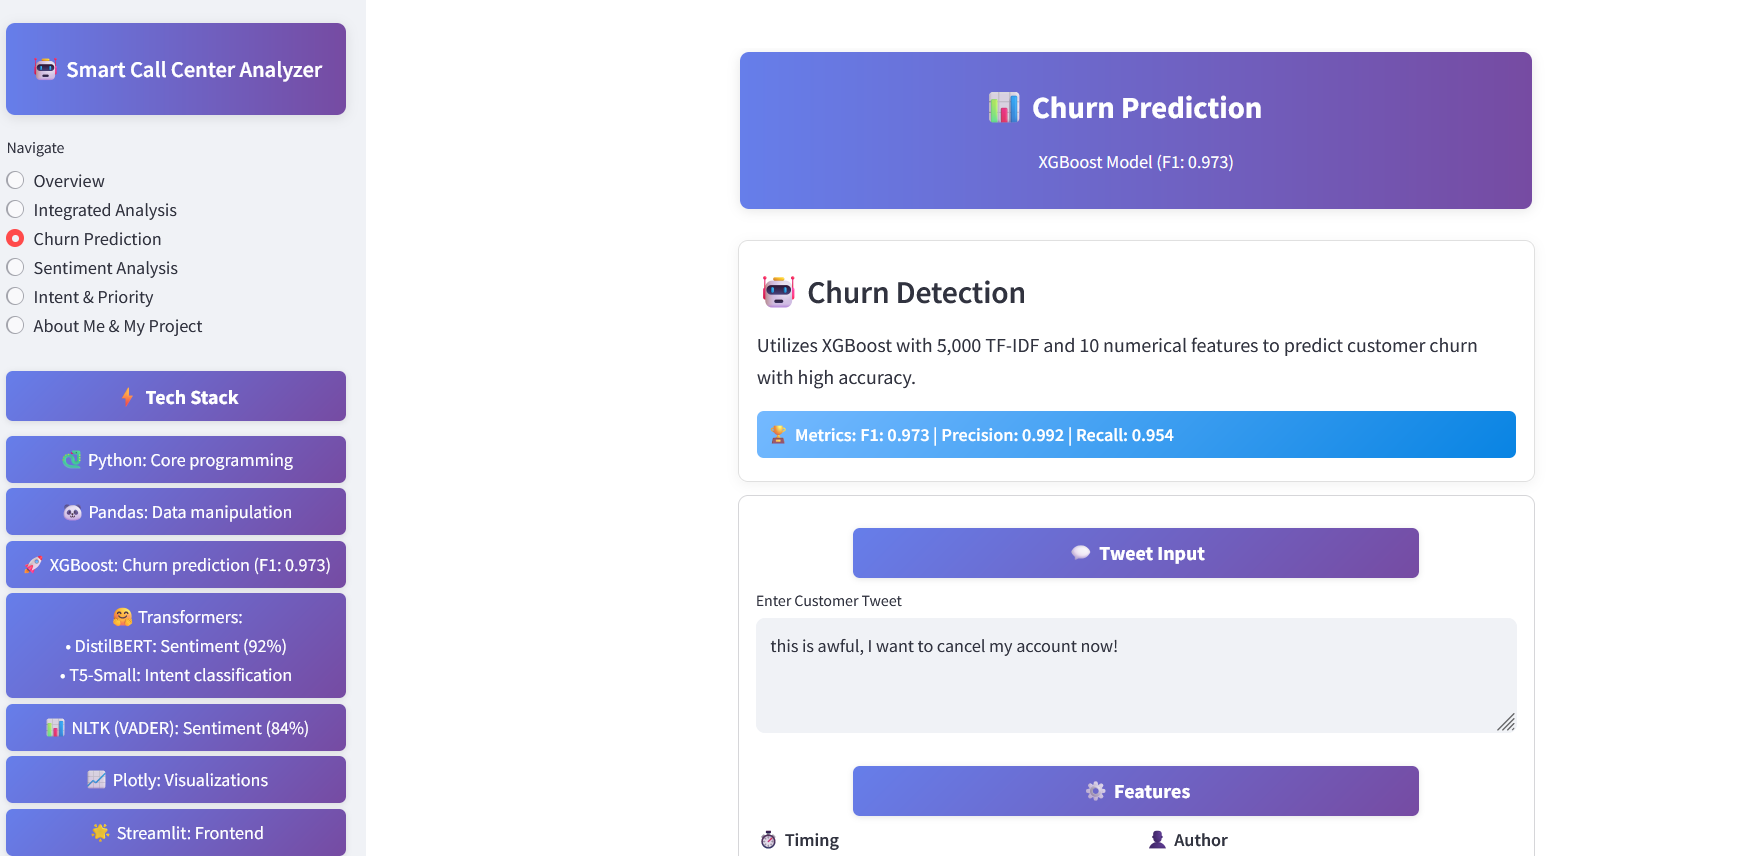 Smart Call Center Analyzer
Navigate
Overview
Integrated Analysis
Churn Prediction
Sentiment Analysis
Intent & Priority
About Me & My Project
Tech Stack
Python: Core programming
Pandas: Data manipulation
XGBoost: Churn prediction (F1: 0.973)
Transformers:
• DistilBERT: Sentiment (92%)
• T5-Small: Intent classification
NLTK (VADER): Sentiment (84%)
Plotly: Visualizations
Streamlit: Frontend
Churn Prediction
XGBoost Model (F1: 0.973)
Churn Detection
Utilizes XGBoost with 5,000 TF-IDF and 10 numerical features to predict customer churn
with high accuracy.
Metrics: F1: 0.973 | Precision: 0.992 | Recall: 0.954
Tweet Input
Enter Customer Tweet
this is awful, I want to cancel my account now!
Features
Timing
Author